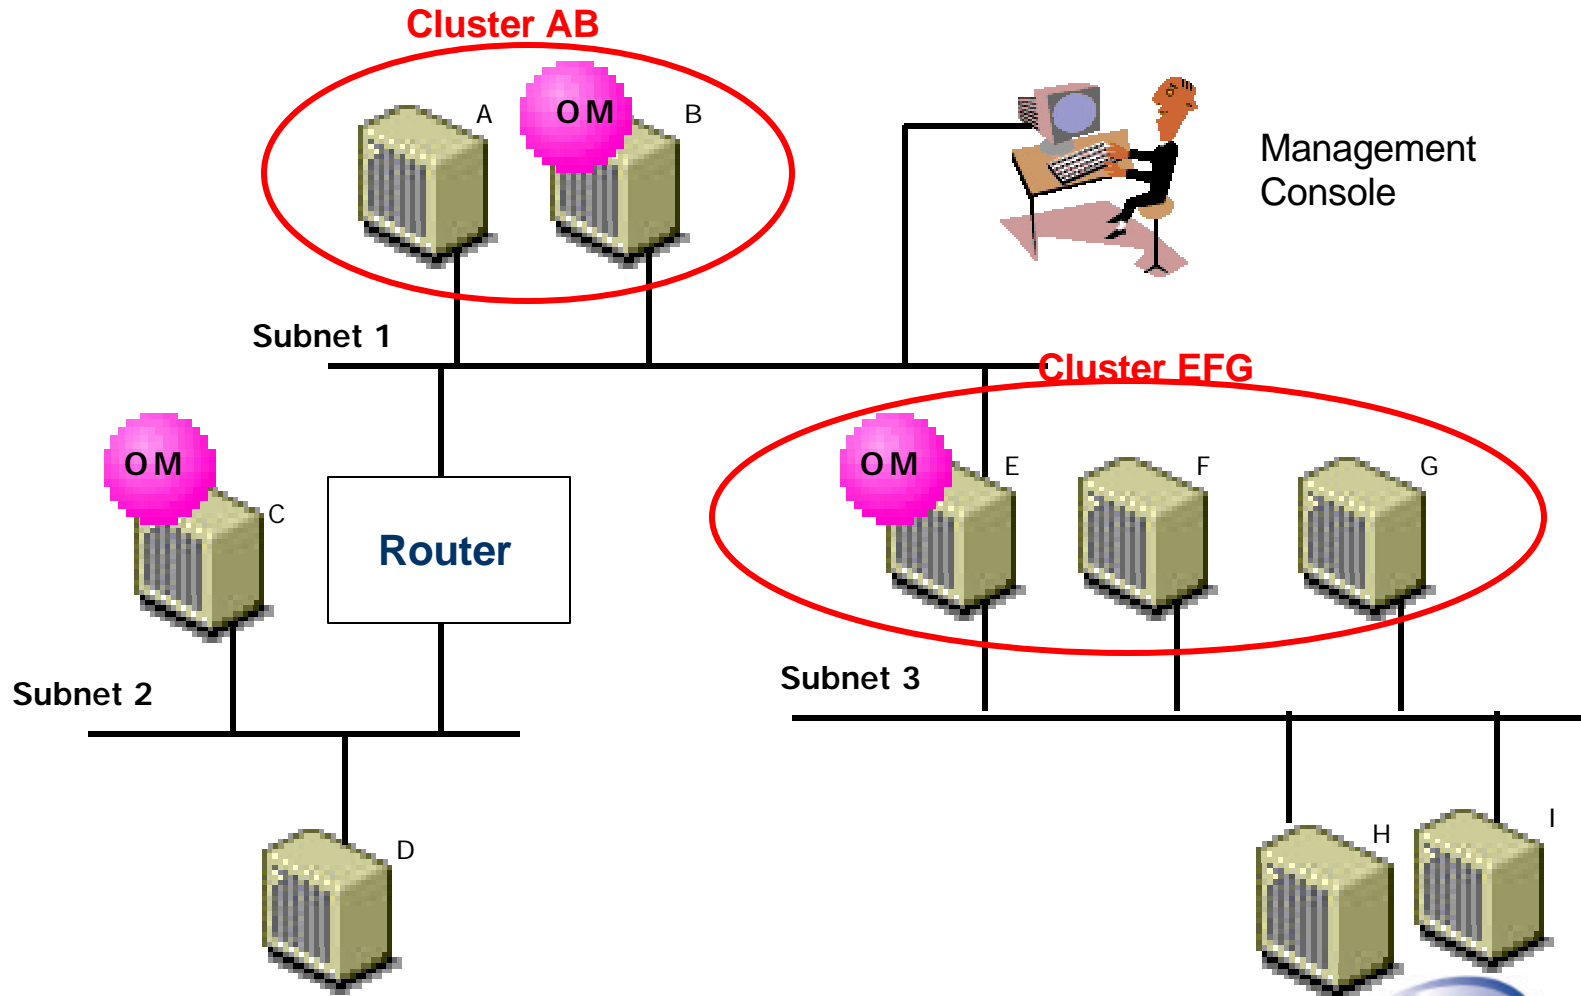 Cluster AB
OM
A
B
Management
Console
Subnet 1
Cluster EFG
OM
C
Router
OM
E
F
G
Subnet 2
Subnet 3
D
H
I